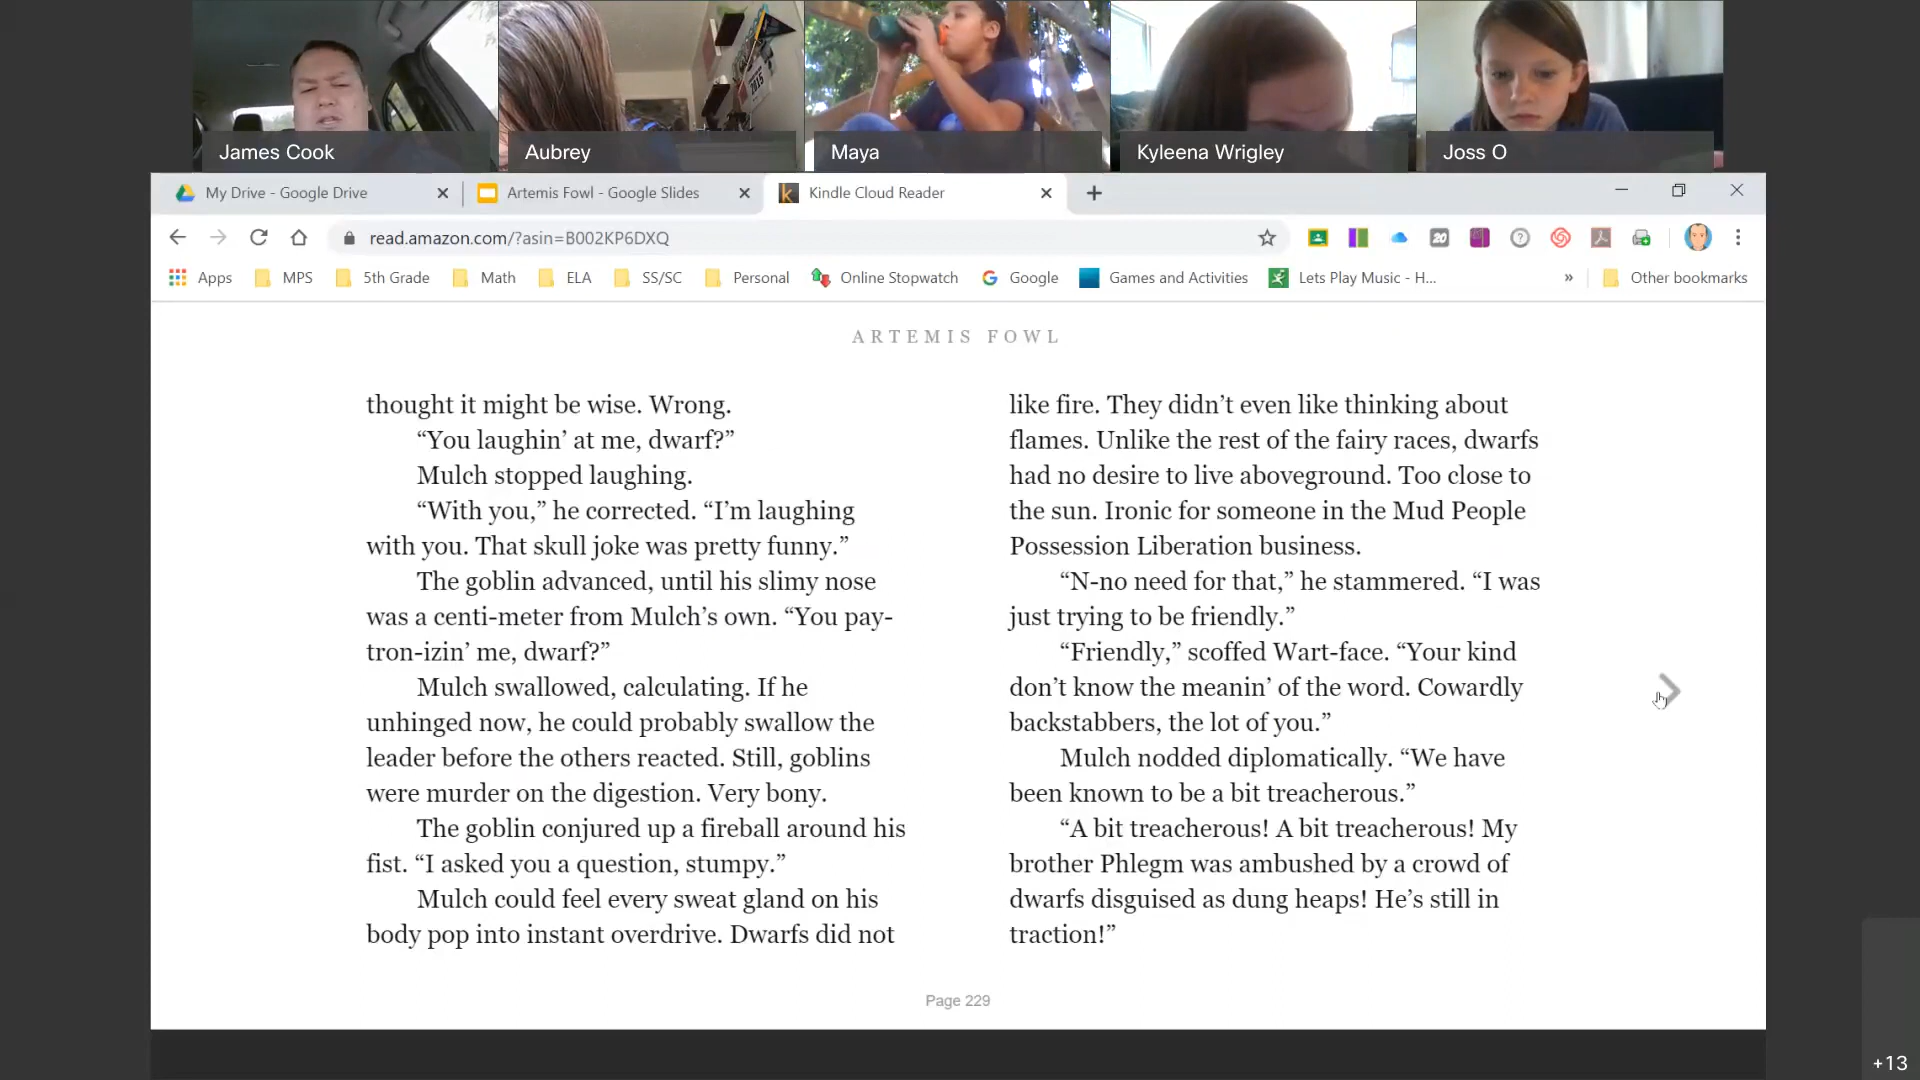 2015
James Cook
Aubrey
Maya
Kyleena Wrigley
Joss O
My Drive - Google Drive
Artemis Fowl - Google Slides
Kindle Cloud Reader
read.amazon.com/?asin=B002KP6DXQ
20
Apps
MPS
5th Grade
Math
ELA
SS/SC
Personal
Online Stopwatch
Google
Games and Activities
Lets Play Music - H...
»
Other bookmarks
ARTEMIS FOWL
thought it might be wise. Wrong.
“You laughin’ at me, dwarf?”
Mulch stopped laughing.
“With you,” he corrected. “I’m laughing
with you. That skull joke was pretty funny.”
The goblin advanced, until his slimy nose
was a centi-meter from Mulch’s own. “You pay-
tron-izin’ me, dwarf?”
Mulch swallowed, calculating. If he
unhinged now, he could probably swallow the
leader before the others reacted. Still, goblins
were murder on the digestion. Very bony.
The goblin conjured up a fireball around his
fist. “I asked you a question, stumpy.”
Mulch could feel every sweat gland on his
body pop into instant overdrive. Dwarfs did not
like fire. They didn’t even like thinking about
flames. Unlike the rest of the fairy races, dwarfs
had no desire to live aboveground. Too close to
the sun. Ironic for someone in the Mud People
Possession Liberation business.
“N-no need for that,” he stammered. “I was
just trying to be friendly.”
“Friendly,” scoffed Wart-face. “Your kind
don’t know the meanin’ of the word. Cowardly
backstabbers, the lot of you.”
Mulch nodded diplomatically. “We have
been known to be a bit treacherous.”
“A bit treacherous! A bit treacherous! My
brother Phlegm was ambushed by a crowd of
dwarfs disguised as dung heaps! He’s still in
traction!”
Page 229
+13